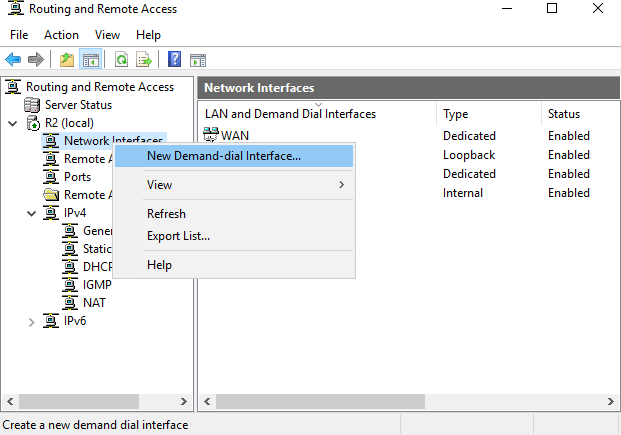 Routing and Remote Access
File Action View Help
Routing and Remote Access
Server Status
R2 (local)
Network Interfaces
Remote A
Ports
Remote A
IPv4
Gener
Static
DHCP
IGMP
NAT
IPv6
New Demand-dial Interface...
View
Refresh
Export List...
Help
Network Interfaces
LAN and Demand Dial Interfaces Type Status
WAN Dedicated Enabled
Loopback Enabled
Dedicated Enabled
Internal Enabled
Create a new demand dial interface